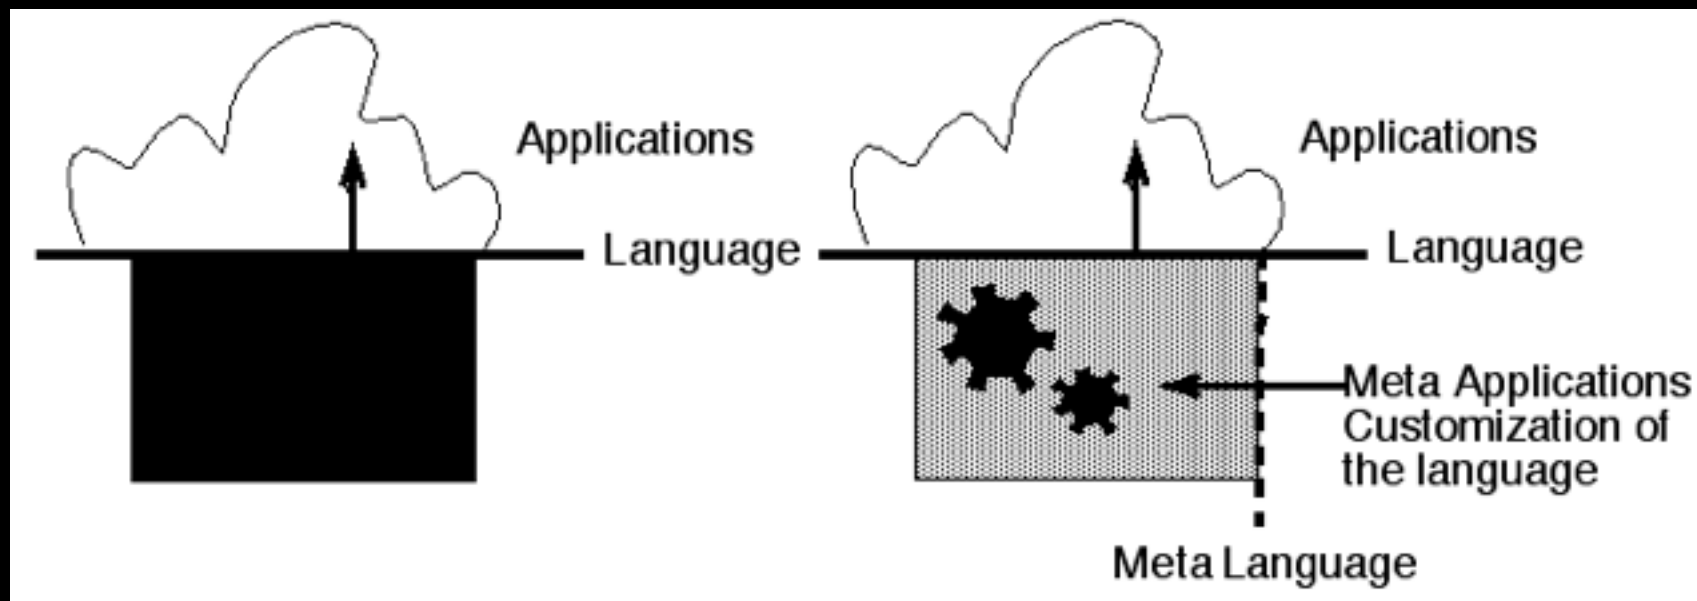 Applications
Language
Applications
Language
Meta Applications
Customization of
the language
Meta Language